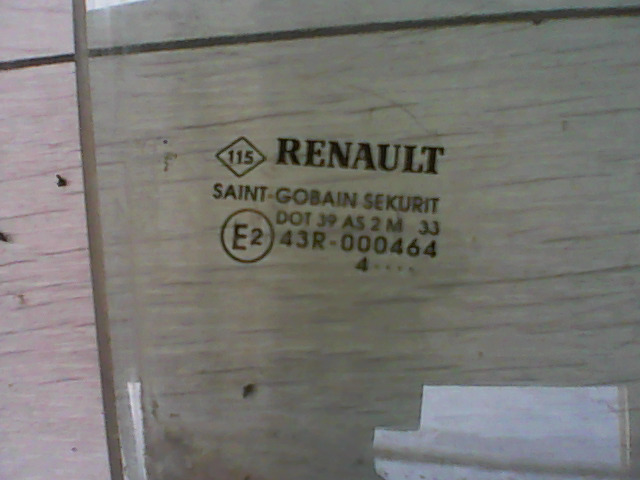 115 RENAULT
SAINT-GOBAIN SEKURIT
DOT 39 AS 2 M 33
E2 43R-000464
4····